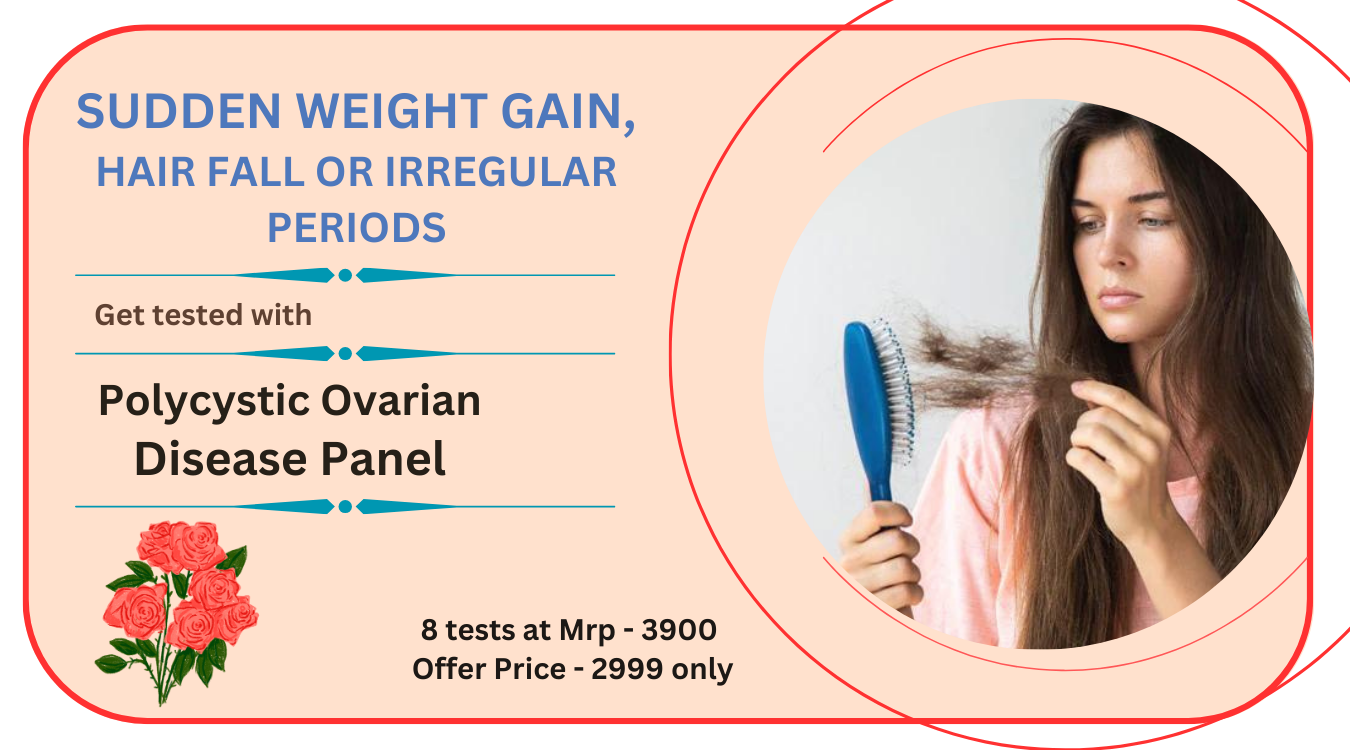 SUDDEN WEIGHT GAIN,
HAIR FALL OR IRREGULAR
PERIODS
Get tested with
Polycystic Ovarian
Disease Panel
8 tests at Mrp - 3900
Offer Price - 2999 only